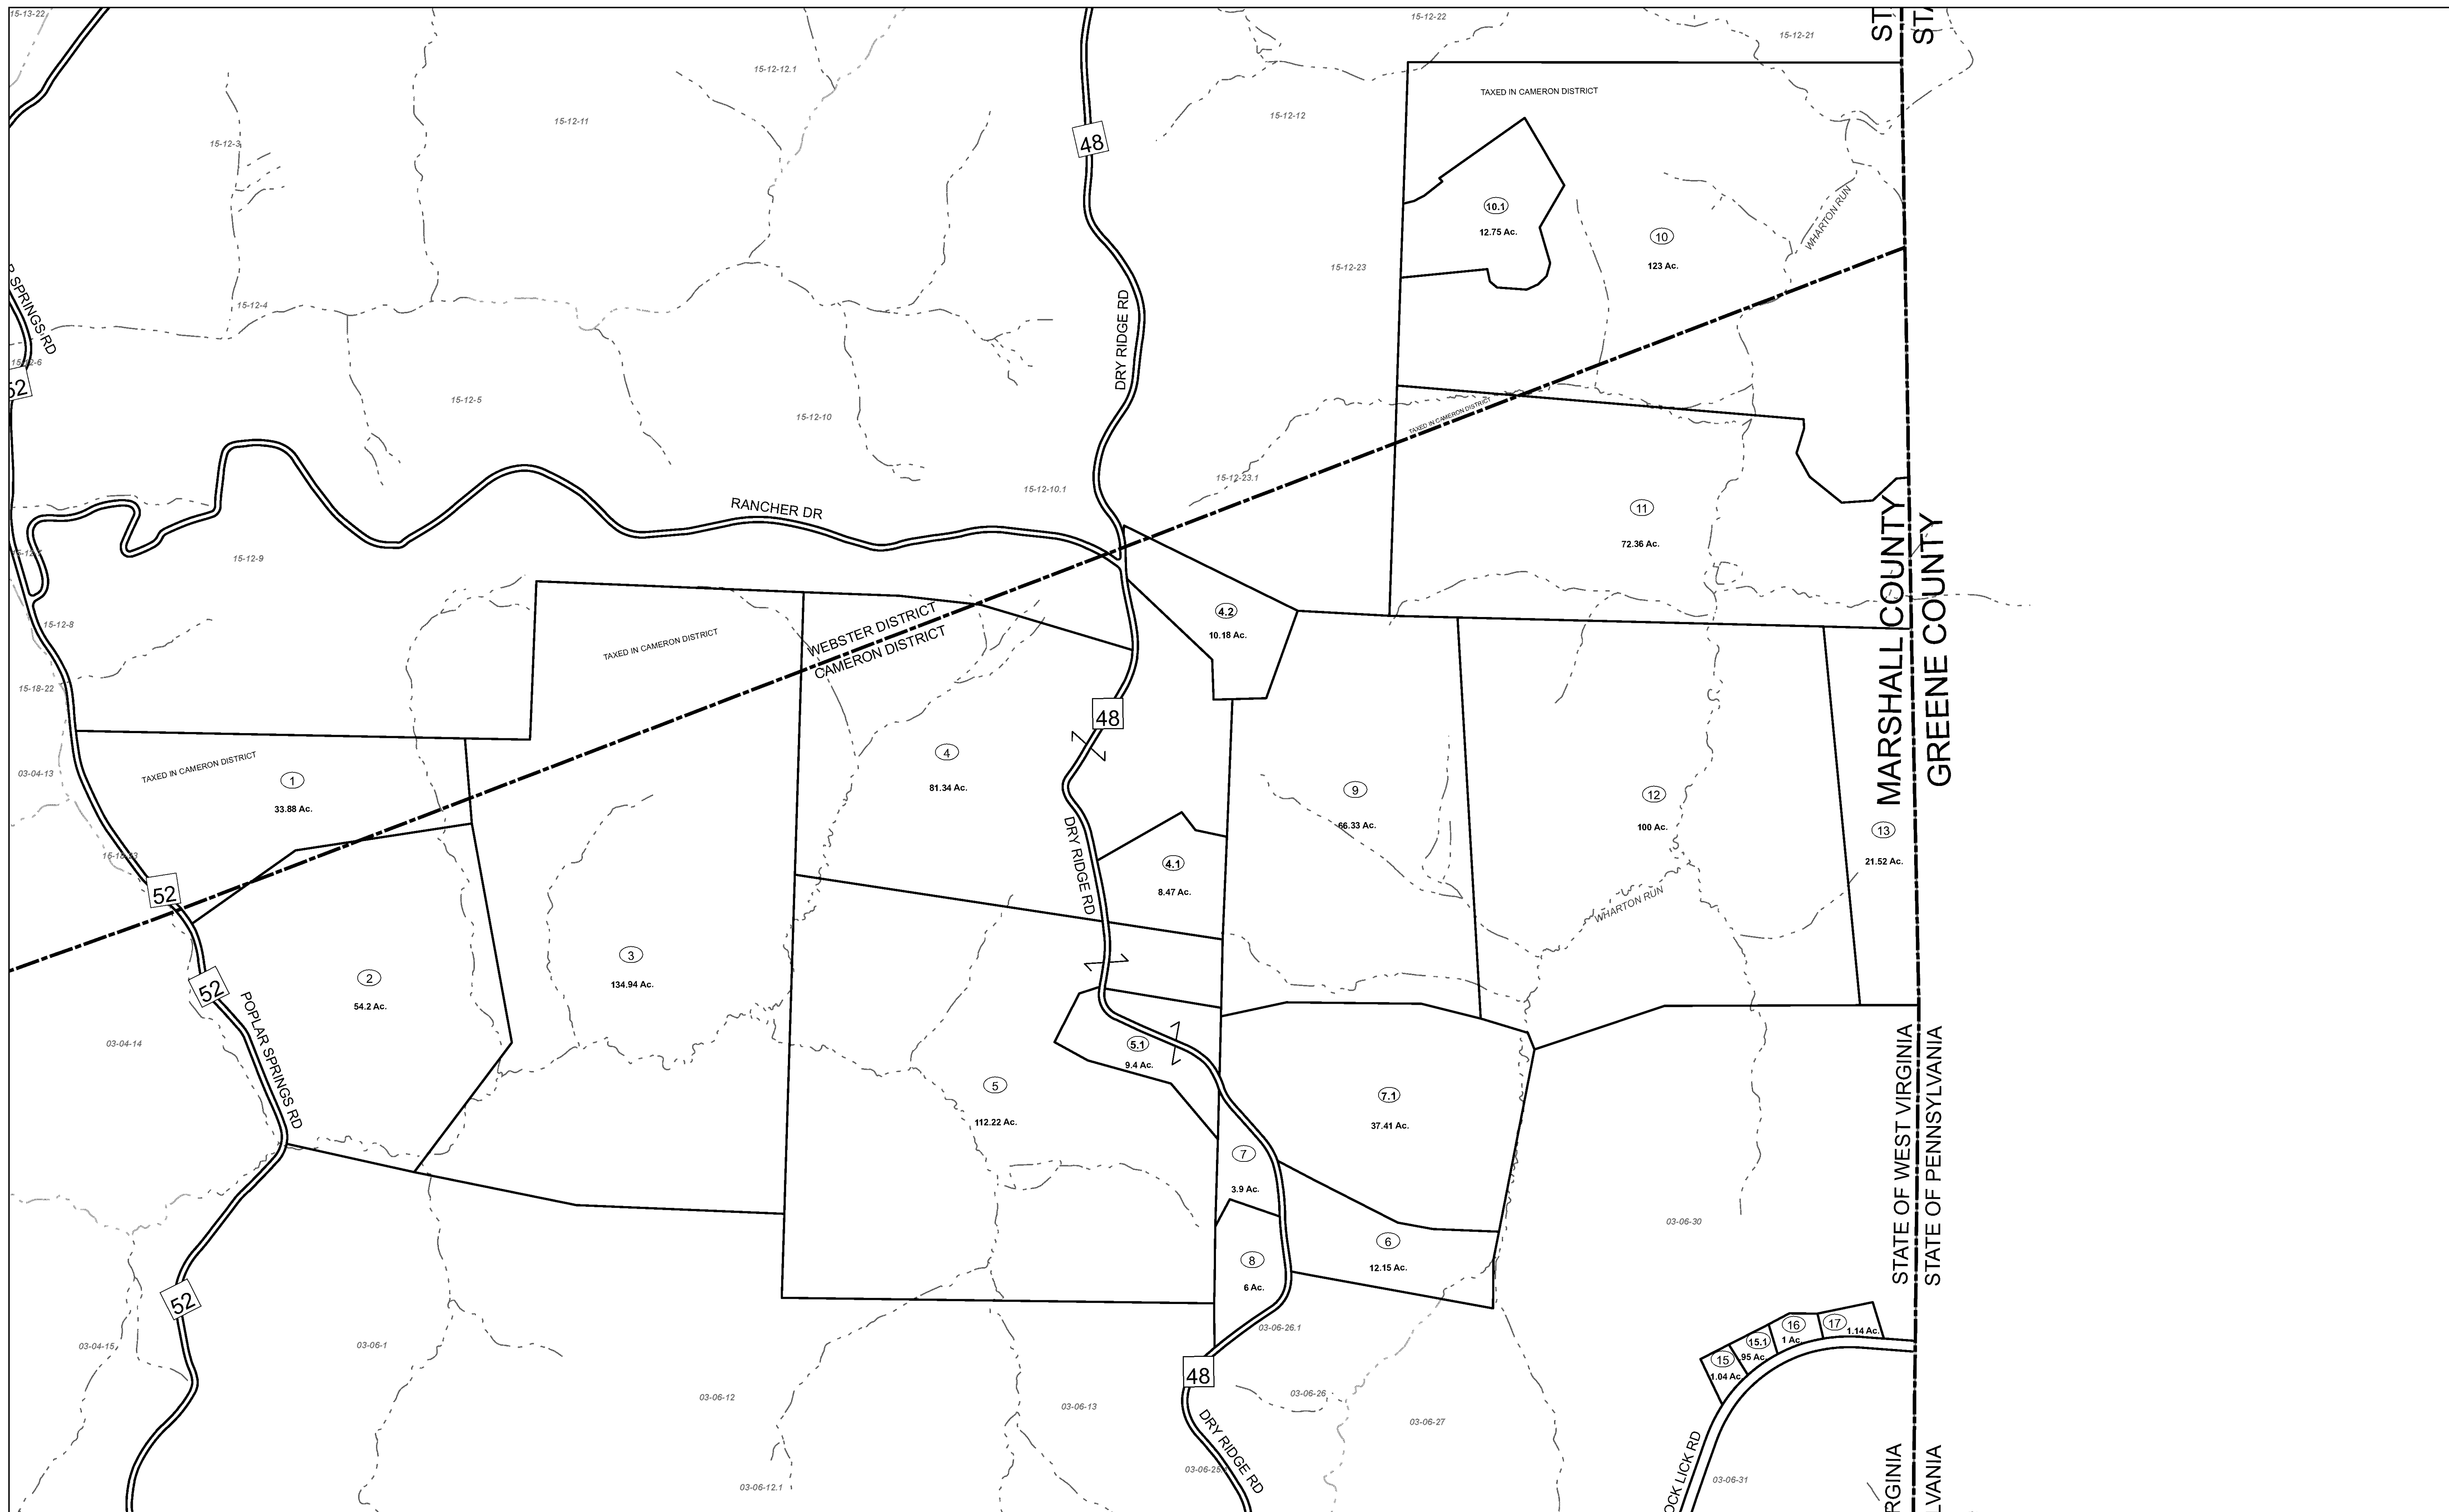 15-13-22
15-12-22
15-12-21
ST
STA
15-12-12.1
15-12-11
15-12-12
TAXED IN CAMERON DISTRICT
48
15-12-3
10.1
12.75 Ac.
10
123 Ac.
WHARTON RUN
15-12-23
SPRINGS RD
15-12-4
DRY RIDGE RD
15-12-6
52
15-12-5
15-12-10
TAXED IN CAMERON DISTRICT
15-12-23.1
15-12-10.1
RANCHER DR
11
72.36 Ac.
15-12-9
MARSHALL COUNTY
GREENE COUNTY
15-12-8
4.2
10.18 Ac.
WEBSTER DISTRICT
CAMERON DISTRICT
TAXED IN CAMERON DISTRICT
15-18-22
48
4
81.34 Ac.
TAXED IN CAMERON DISTRICT
03-04-13
1
33.88 Ac.
9
66.33 Ac.
12
100 Ac.
13
21.52 Ac.
DRY RIDGE RD
4.1
8.47 Ac.
52
WHARTON RUN
3
134.94 Ac.
2
54.2 Ac.
52
POPLAR SPRINGS RD
03-04-14
5.1
9.4 Ac.
5
112.22 Ac.
7.1
37.41 Ac.
STATE OF WEST VIRGINIA
STATE OF PENNSYLVANIA
7
3.9 Ac.
03-06-30
6
12.15 Ac.
8
6 Ac.
52
03-06-26.1
16
1 Ac.
17
1.14 Ac.
15.1
.95 Ac.
15
1.04 Ac.
03-04-15
03-06-1
48
03-06-12
03-06-13
03-06-26
03-06-27
DRY RIDGE RD
OCK LICK RD
03-06-12.1
03-06-31
RGINIA
LVANIA